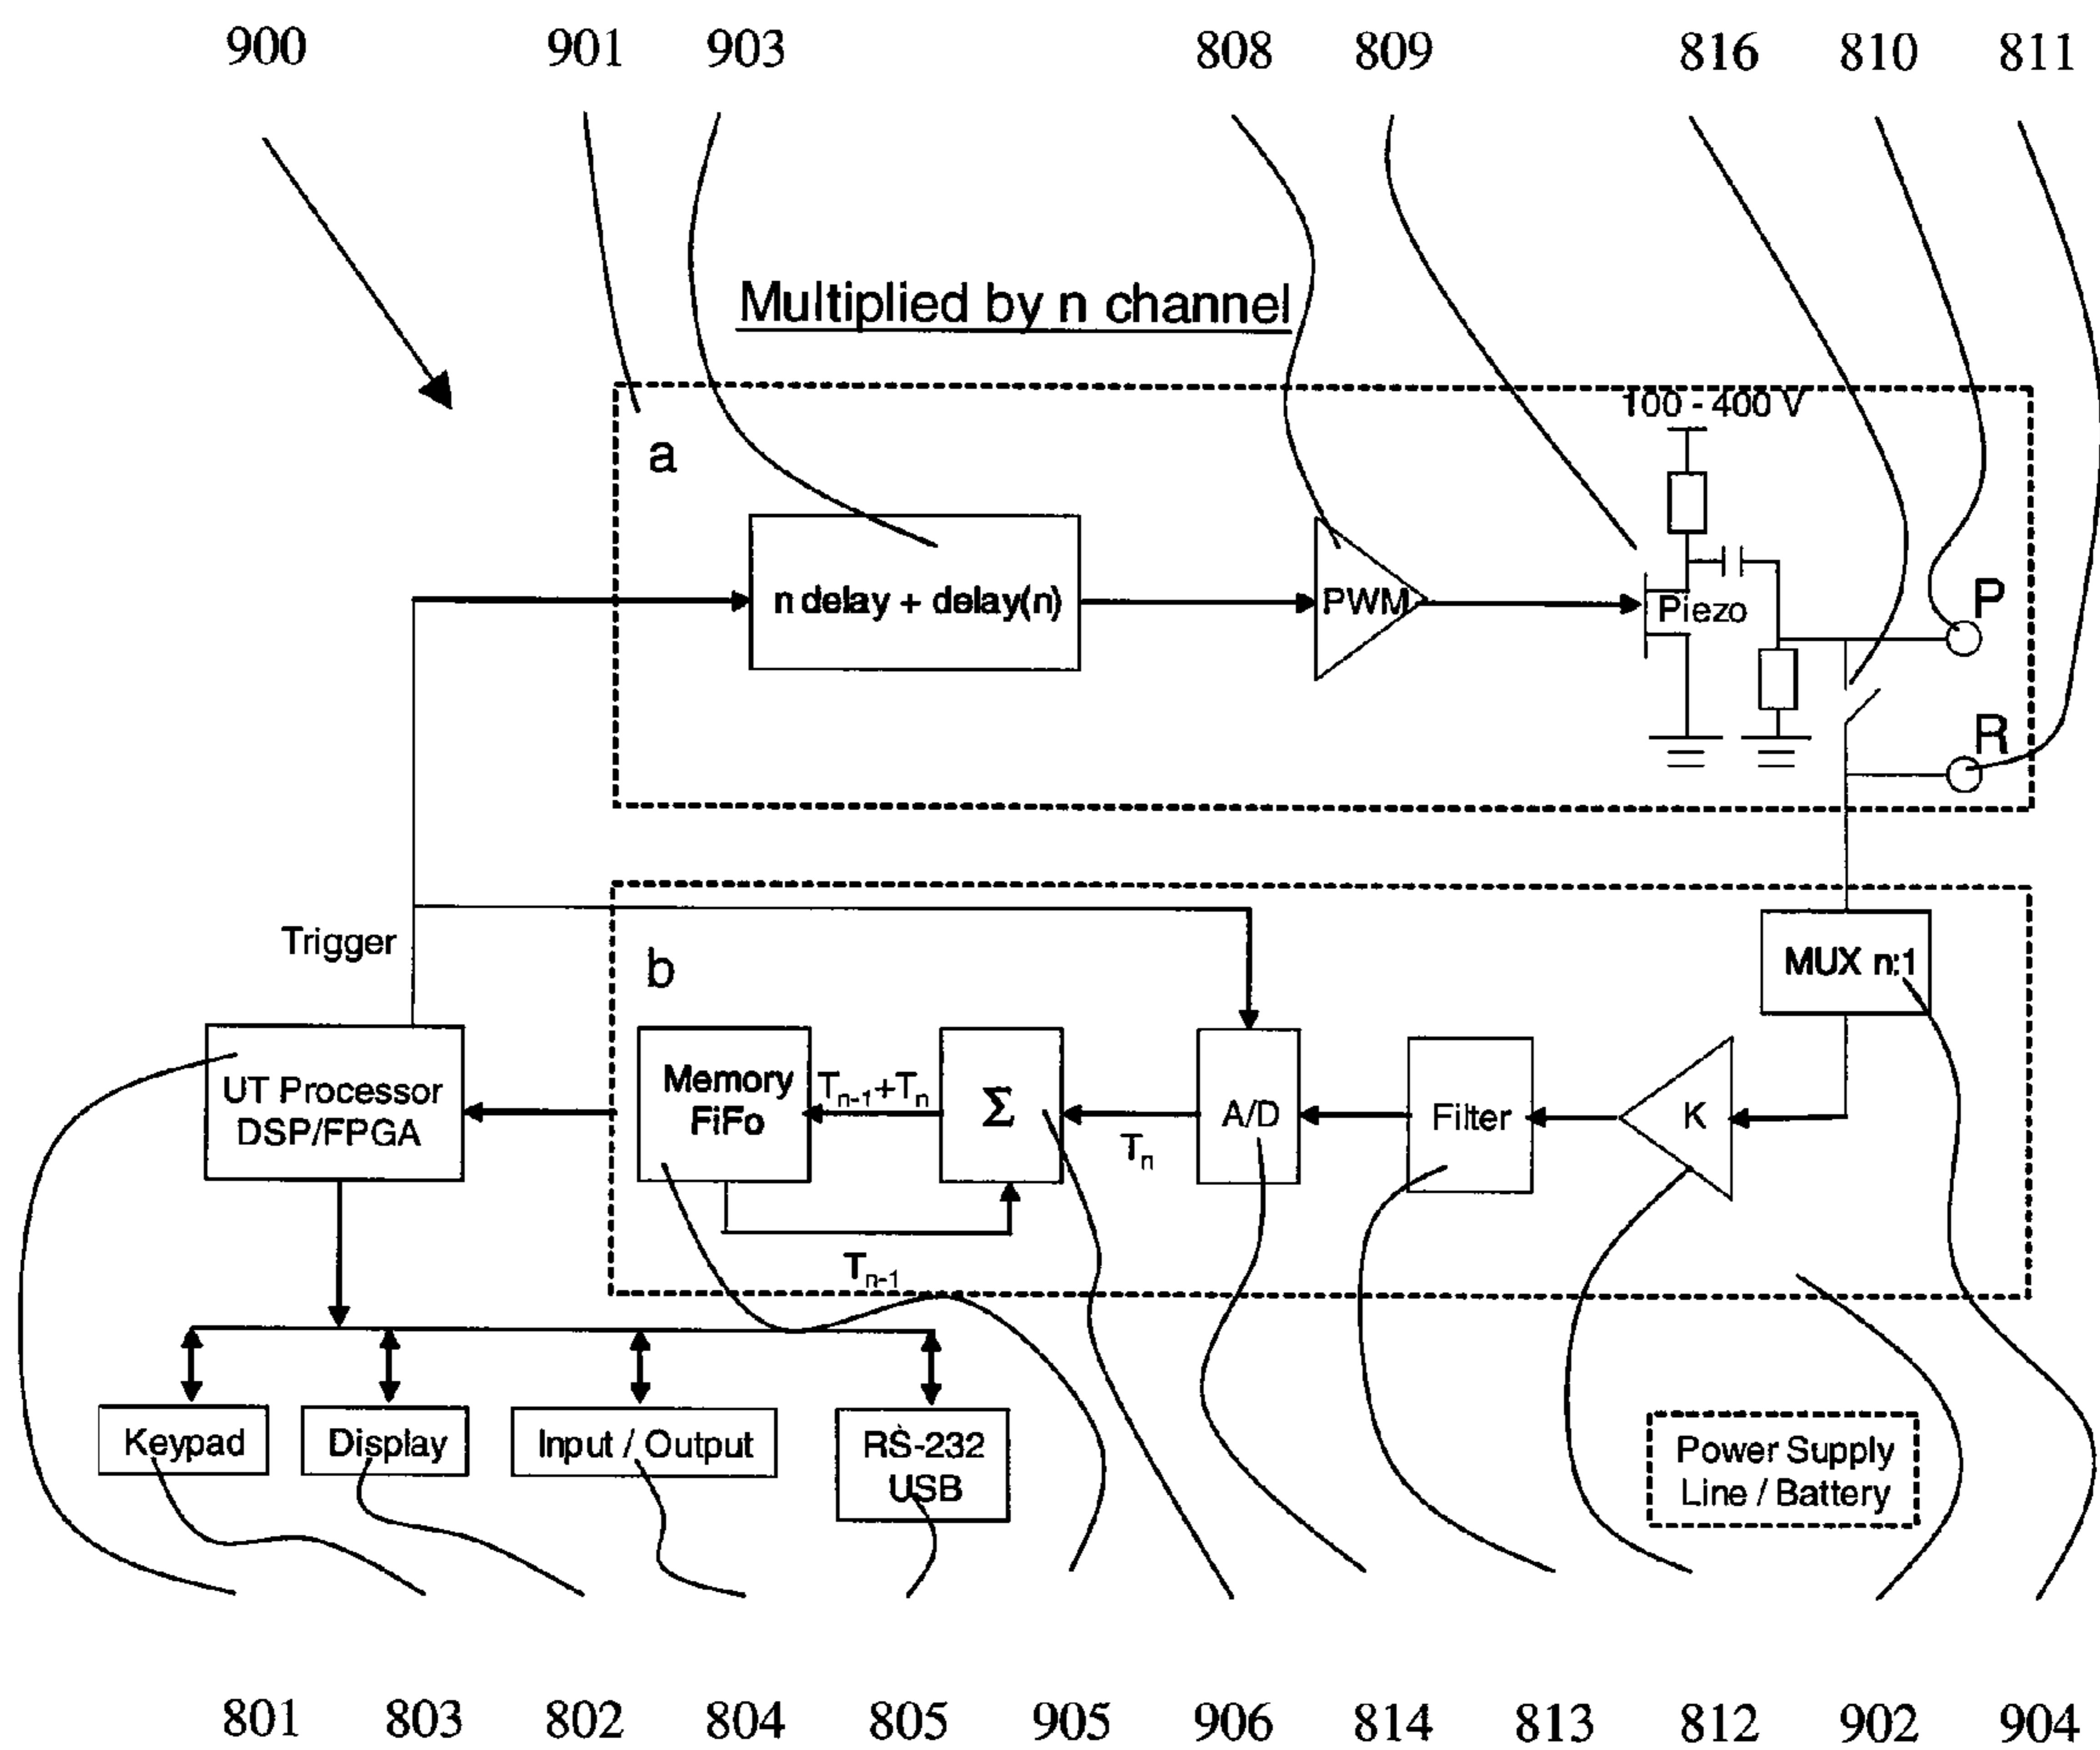 900 901 903 808 809 816 810 811
Multiplied by n channel
100 - 400 V
a
n delay + delay(n)
PWM
Piezo
P
R
Trigger
b
MUX n:1
UT Processor
DSP/FPGA
Memory
FiFo
Tn-1+Tn
Σ
Tn
A/D
Filter
K
Tn-1
Keypad
Display
Input / Output
RS-232
USB
Power Supply
Line / Battery
801 803 802 804 805 905 906 814 813 812 902 904